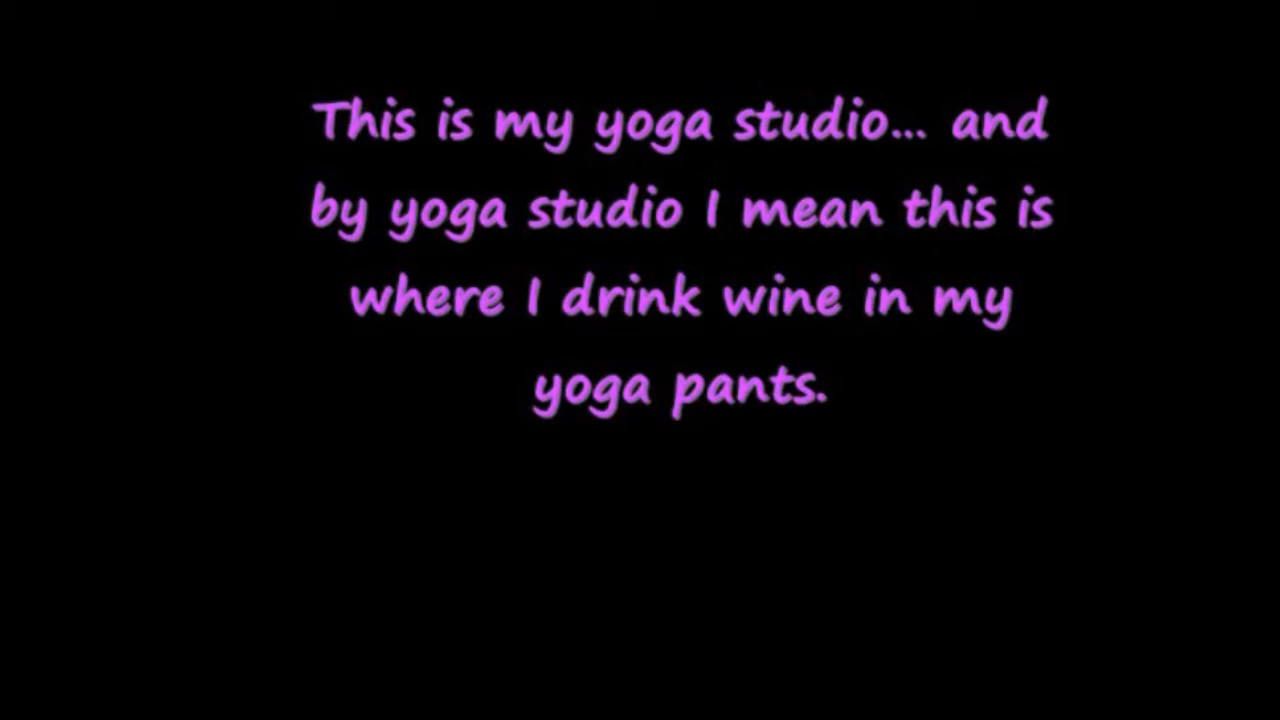 This is my yoga studio... and
by yoga studio I mean this is
where I drink wine in my
yoga pants.